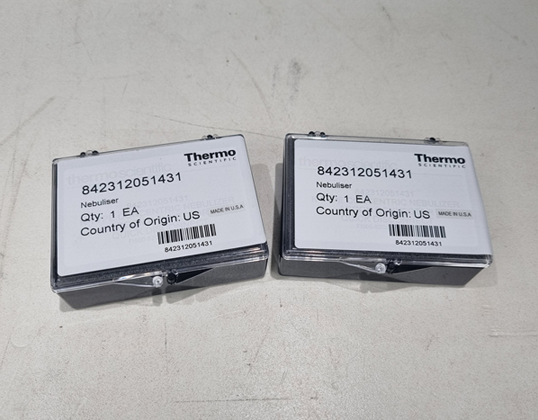 Thermo
SCIENTIFIC
842312051431
Nebuliser
Qty: 1 EA
Country of Origin: US
MADE IN U.S.A
842312051431
Thermo
SCIENTIFIC
842312051431
Nebuliser
Qty: 1 EA
Country of Origin: US
MADE IN U.S.A
842312051431